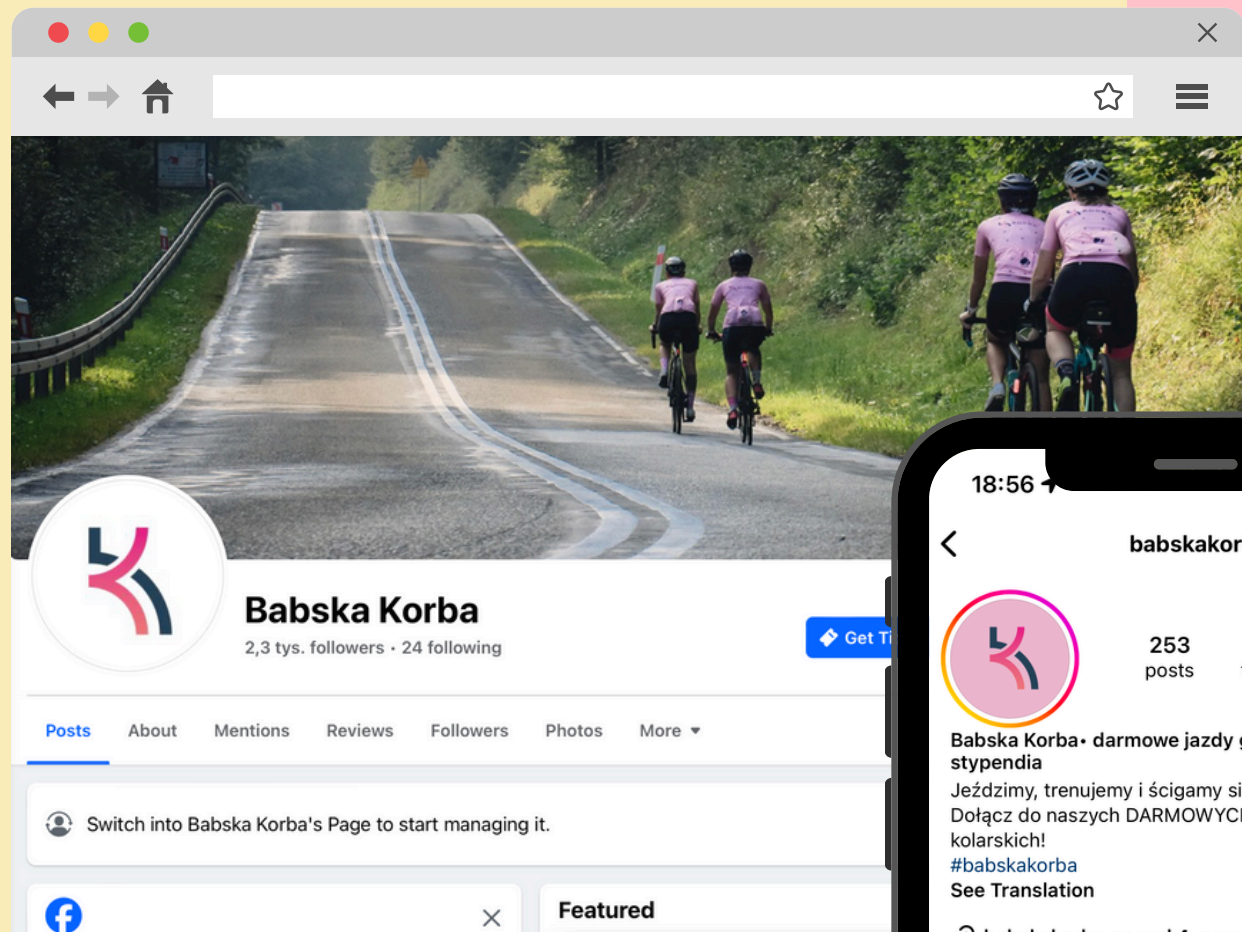 Babska Korba
2,3 tys. followers • 24 following
Get Ti
Posts About Mentions Reviews Followers Photos More
Switch into Babska Korba's Page to start managing it.
Featured
18:56
babskakor
253
posts
Babska Korba• darmowe jazdy
stypendia
Jeździmy, trenujemy i ścigamy si
Dołącz do naszych DARMOWYC
kolarskich!
#babskakorba
See Translation